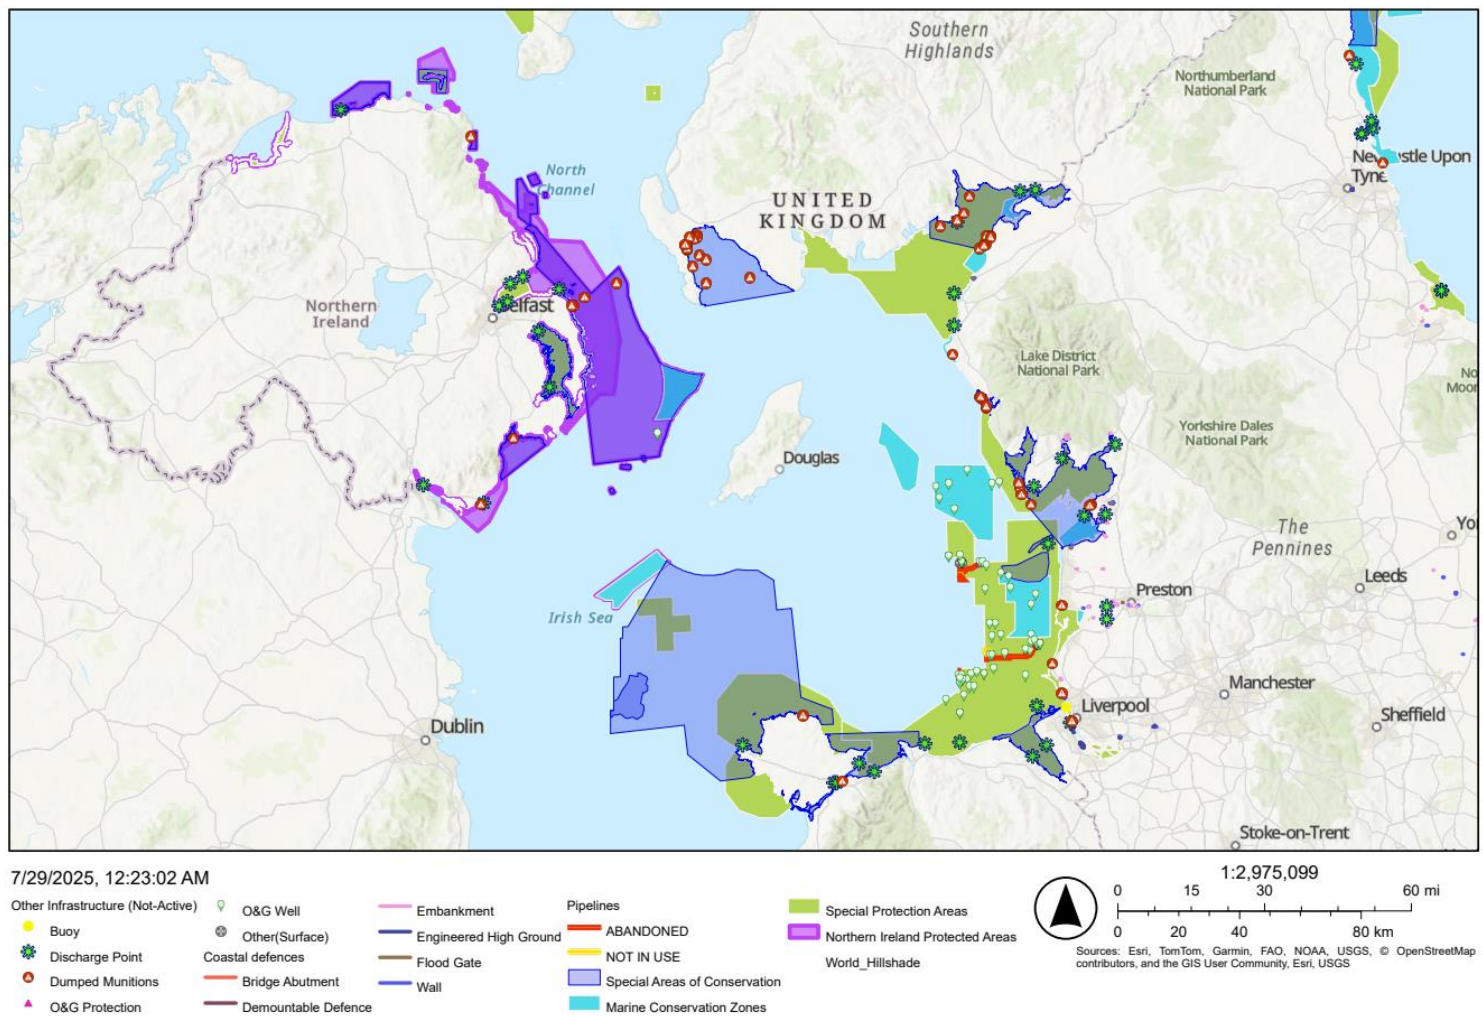 Southern
Highlands
Northumberland
National Park
North
Channel
UNITED
KINGDOM
Newcastle Upon
Tyne
Northern
Ireland
Belfast
Lake District
National Park
No
Moor
Yorkshire Dales
National Park
Douglas
The
Pennines
Yo
Leeds
Preston
Irish Sea
Manchester
Liverpool
Sheffield
Dublin
Stoke-on-Trent
7/29/2025, 12:23:02 AM
Other Infrastructure (Not-Active)
Buoy
Discharge Point
Dumped Munitions
O&G Protection
O&G Well
Other(Surface)
Coastal defences
Bridge Abutment
Demountable Defence
Embankment
Engineered High Ground
Flood Gate
Wall
Pipelines
ABANDONED
NOT IN USE
Special Areas of Conservation
Marine Conservation Zones
Special Protection Areas
Northern Ireland Protected Areas
World_Hillshade
1:2,975,099
0 15 30 60 mi
0 20 40 80 km
Sources: Esri, TomTom, Garmin, FAO, NOAA, USGS, © OpenStreetMap
contributors, and the GIS User Community, Esri, USGS